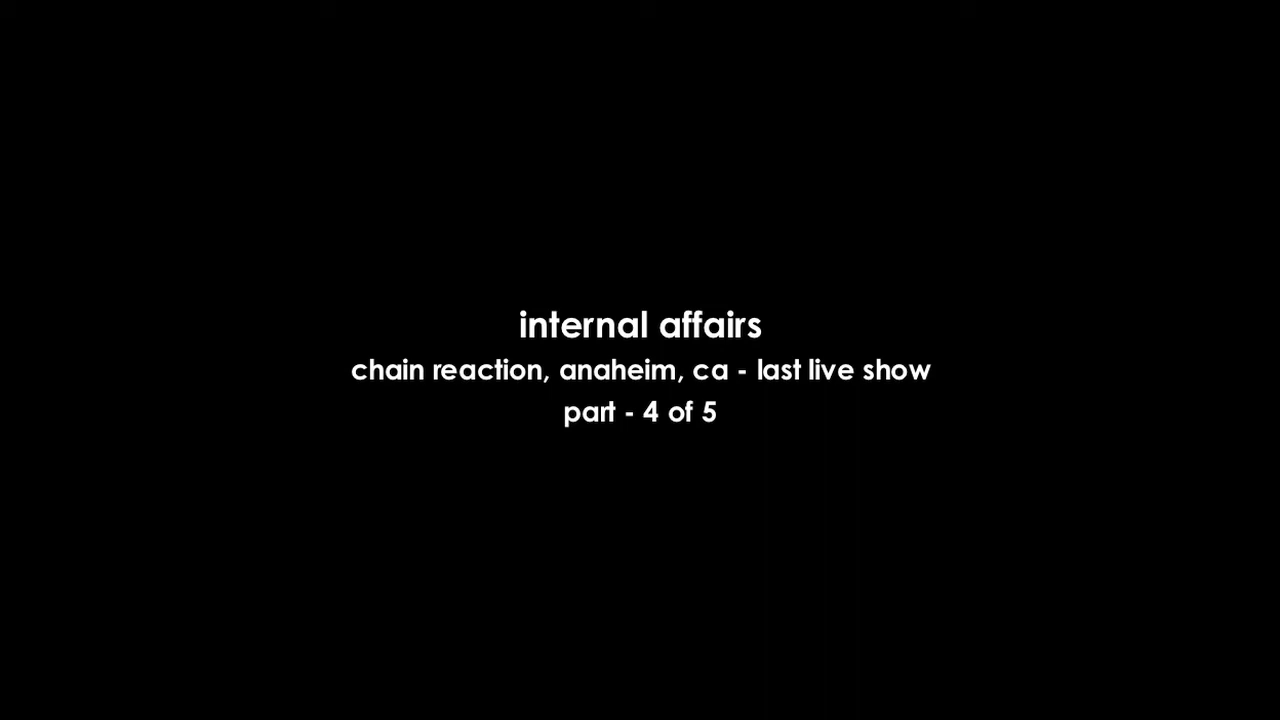 internal affairs
chain reaction, anaheim, ca - last live show
part - 4 of 5